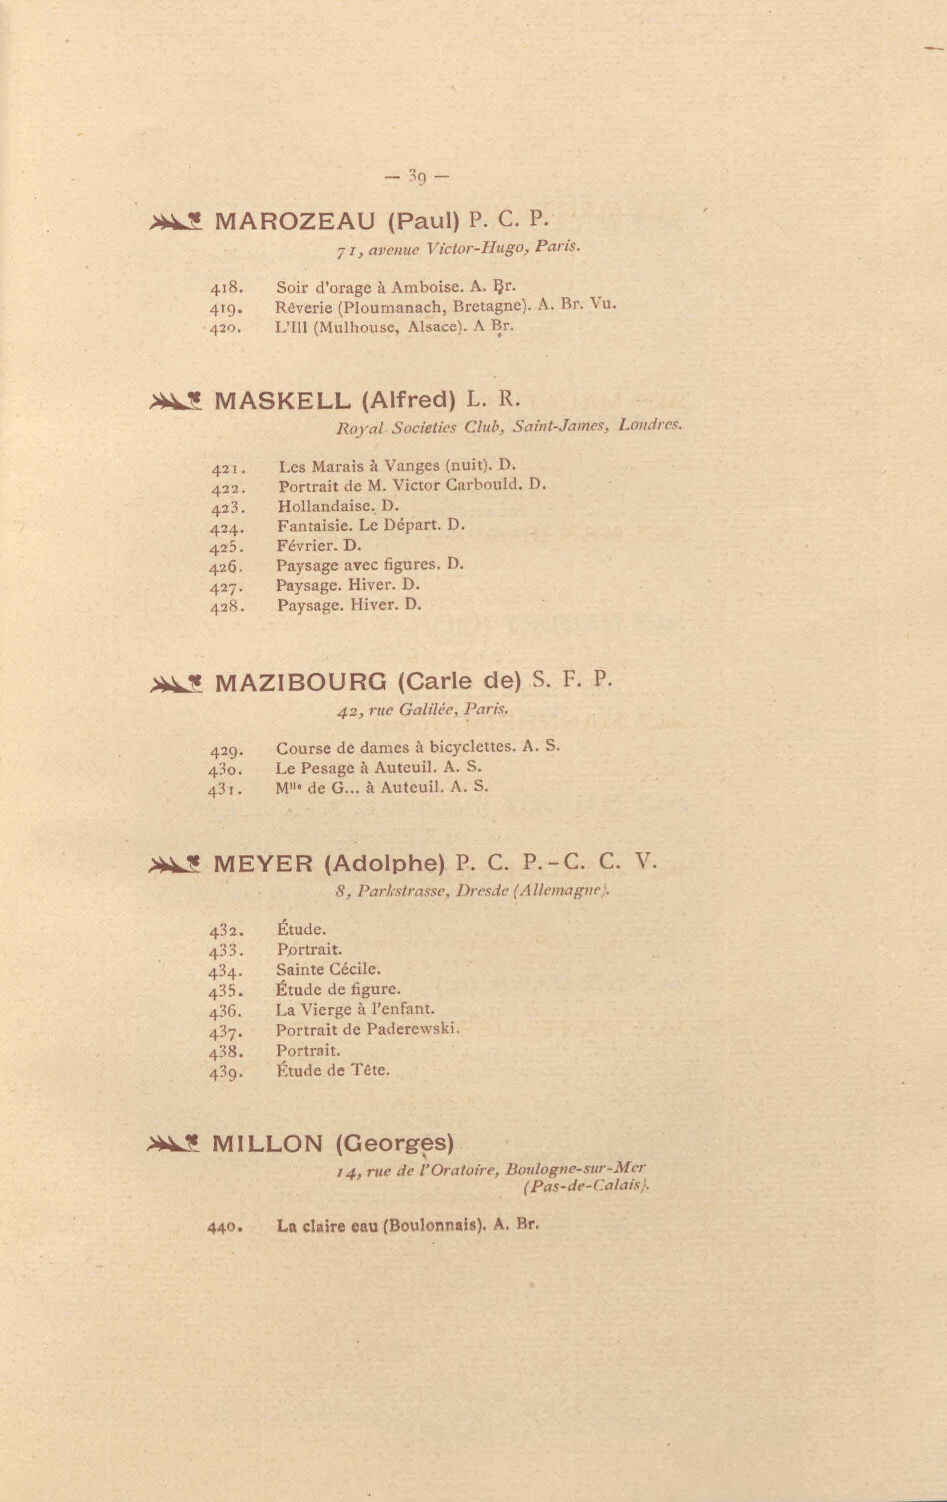 — 39 —
MAROZEAU (Paul) P. C. P.
71, avenue Victor-Hugo, Paris.
418. Soir d'orage à Amboise. A. Br.
419. Rêverie (Ploumanach, Bretagne). A. Br. Vu.
420. L'Ill (Mulhouse, Alsace). A Br.
MASKELL (Alfred) L. R.
Royal Societies Club, Saint-James, Londres.
421. Les Marais à Vanges (nuit). D.
422. Portrait de M. Victor Carbould. D.
423. Hollandaise. D.
424. Fantaisie. Le Départ. D.
425. Février. D.
426. Paysage avec figures. D.
427. Paysage. Hiver. D.
428. Paysage. Hiver. D.
MAZIBOURG (Carle de) S. F. P.
42, rue Galilée, Paris.
429. Course de dames à bicyclettes. A. S.
430. Le Pesage à Auteuil. A. S.
431. Mlle de G... à Auteuil. A. S.
MEYER (Adolphe) P. C. P.-C. C. V.
8, Parkstrasse, Dresde (Allemagne).
432. Étude.
433. Portrait.
434. Sainte Cécile.
435. Étude de figure.
436. La Vierge à l'enfant.
437. Portrait de Paderewski.
438. Portrait.
439. Étude de Tête.
MILLON (Georges)
14, rue de l'Oratoire, Boulogne-sur-Mer
(Pas-de-Calais).
440. La claire eau (Boulonnais). A. Br.